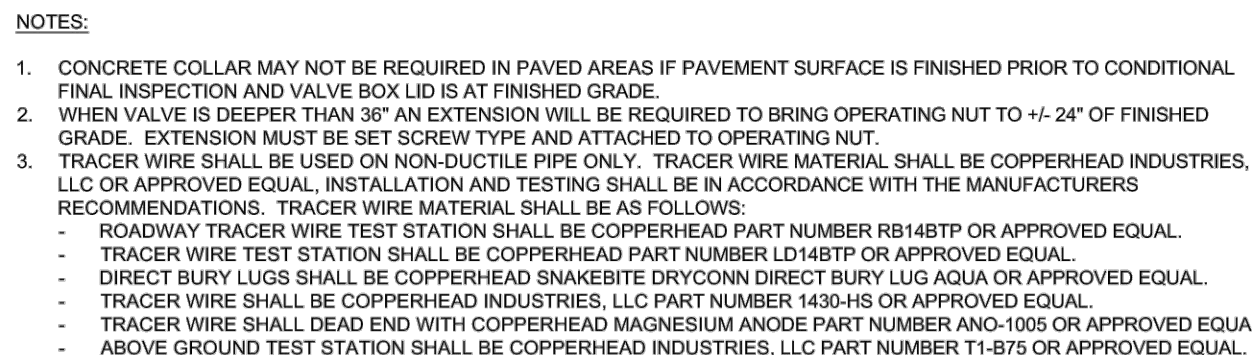 NOTES:
1. CONCRETE COLLAR MAY NOT BE REQUIRED IN PAVED AREAS IF PAVEMENT SURFACE IS FINISHED PRIOR TO CONDITIONAL
FINAL INSPECTION AND VALVE BOX LID IS AT FINISHED GRADE.
2. WHEN VALVE IS DEEPER THAN 36" AN EXTENSION WILL BE REQUIRED TO BRING OPERATING NUT TO +/- 24" OF FINISHED
GRADE. EXTENSION MUST BE SET SCREW TYPE AND ATTACHED TO OPERATING NUT.
3. TRACER WIRE SHALL BE USED ON NON-DUCTILE PIPE ONLY. TRACER WIRE MATERIAL SHALL BE COPPERHEAD INDUSTRIES,
LLC OR APPROVED EQUAL, INSTALLATION AND TESTING SHALL BE IN ACCORDANCE WITH THE MANUFACTURERS
RECOMMENDATIONS. TRACER WIRE MATERIAL SHALL BE AS FOLLOWS:
- ROADWAY TRACER WIRE TEST STATION SHALL BE COPPERHEAD PART NUMBER RB14BTP OR APPROVED EQUAL.
- TRACER WIRE TEST STATION SHALL BE COPPERHEAD PART NUMBER LD14BTP OR APPROVED EQUAL.
- DIRECT BURY LUGS SHALL BE COPPERHEAD SNAKEBITE DRYCONN DIRECT BURY LUG AQUA OR APPROVED EQUAL.
- TRACER WIRE SHALL BE COPPERHEAD INDUSTRIES, LLC PART NUMBER 1430-HS OR APPROVED EQUAL.
- TRACER WIRE SHALL DEAD END WITH COPPERHEAD MAGNESIUM ANODE PART NUMBER ANO-1005 OR APPROVED EQUA
- ABOVE GROUND TEST STATION SHALL BE COPPERHEAD INDUSTRIES, LLC PART NUMBER T1-B75 OR APPROVED EQUAL.